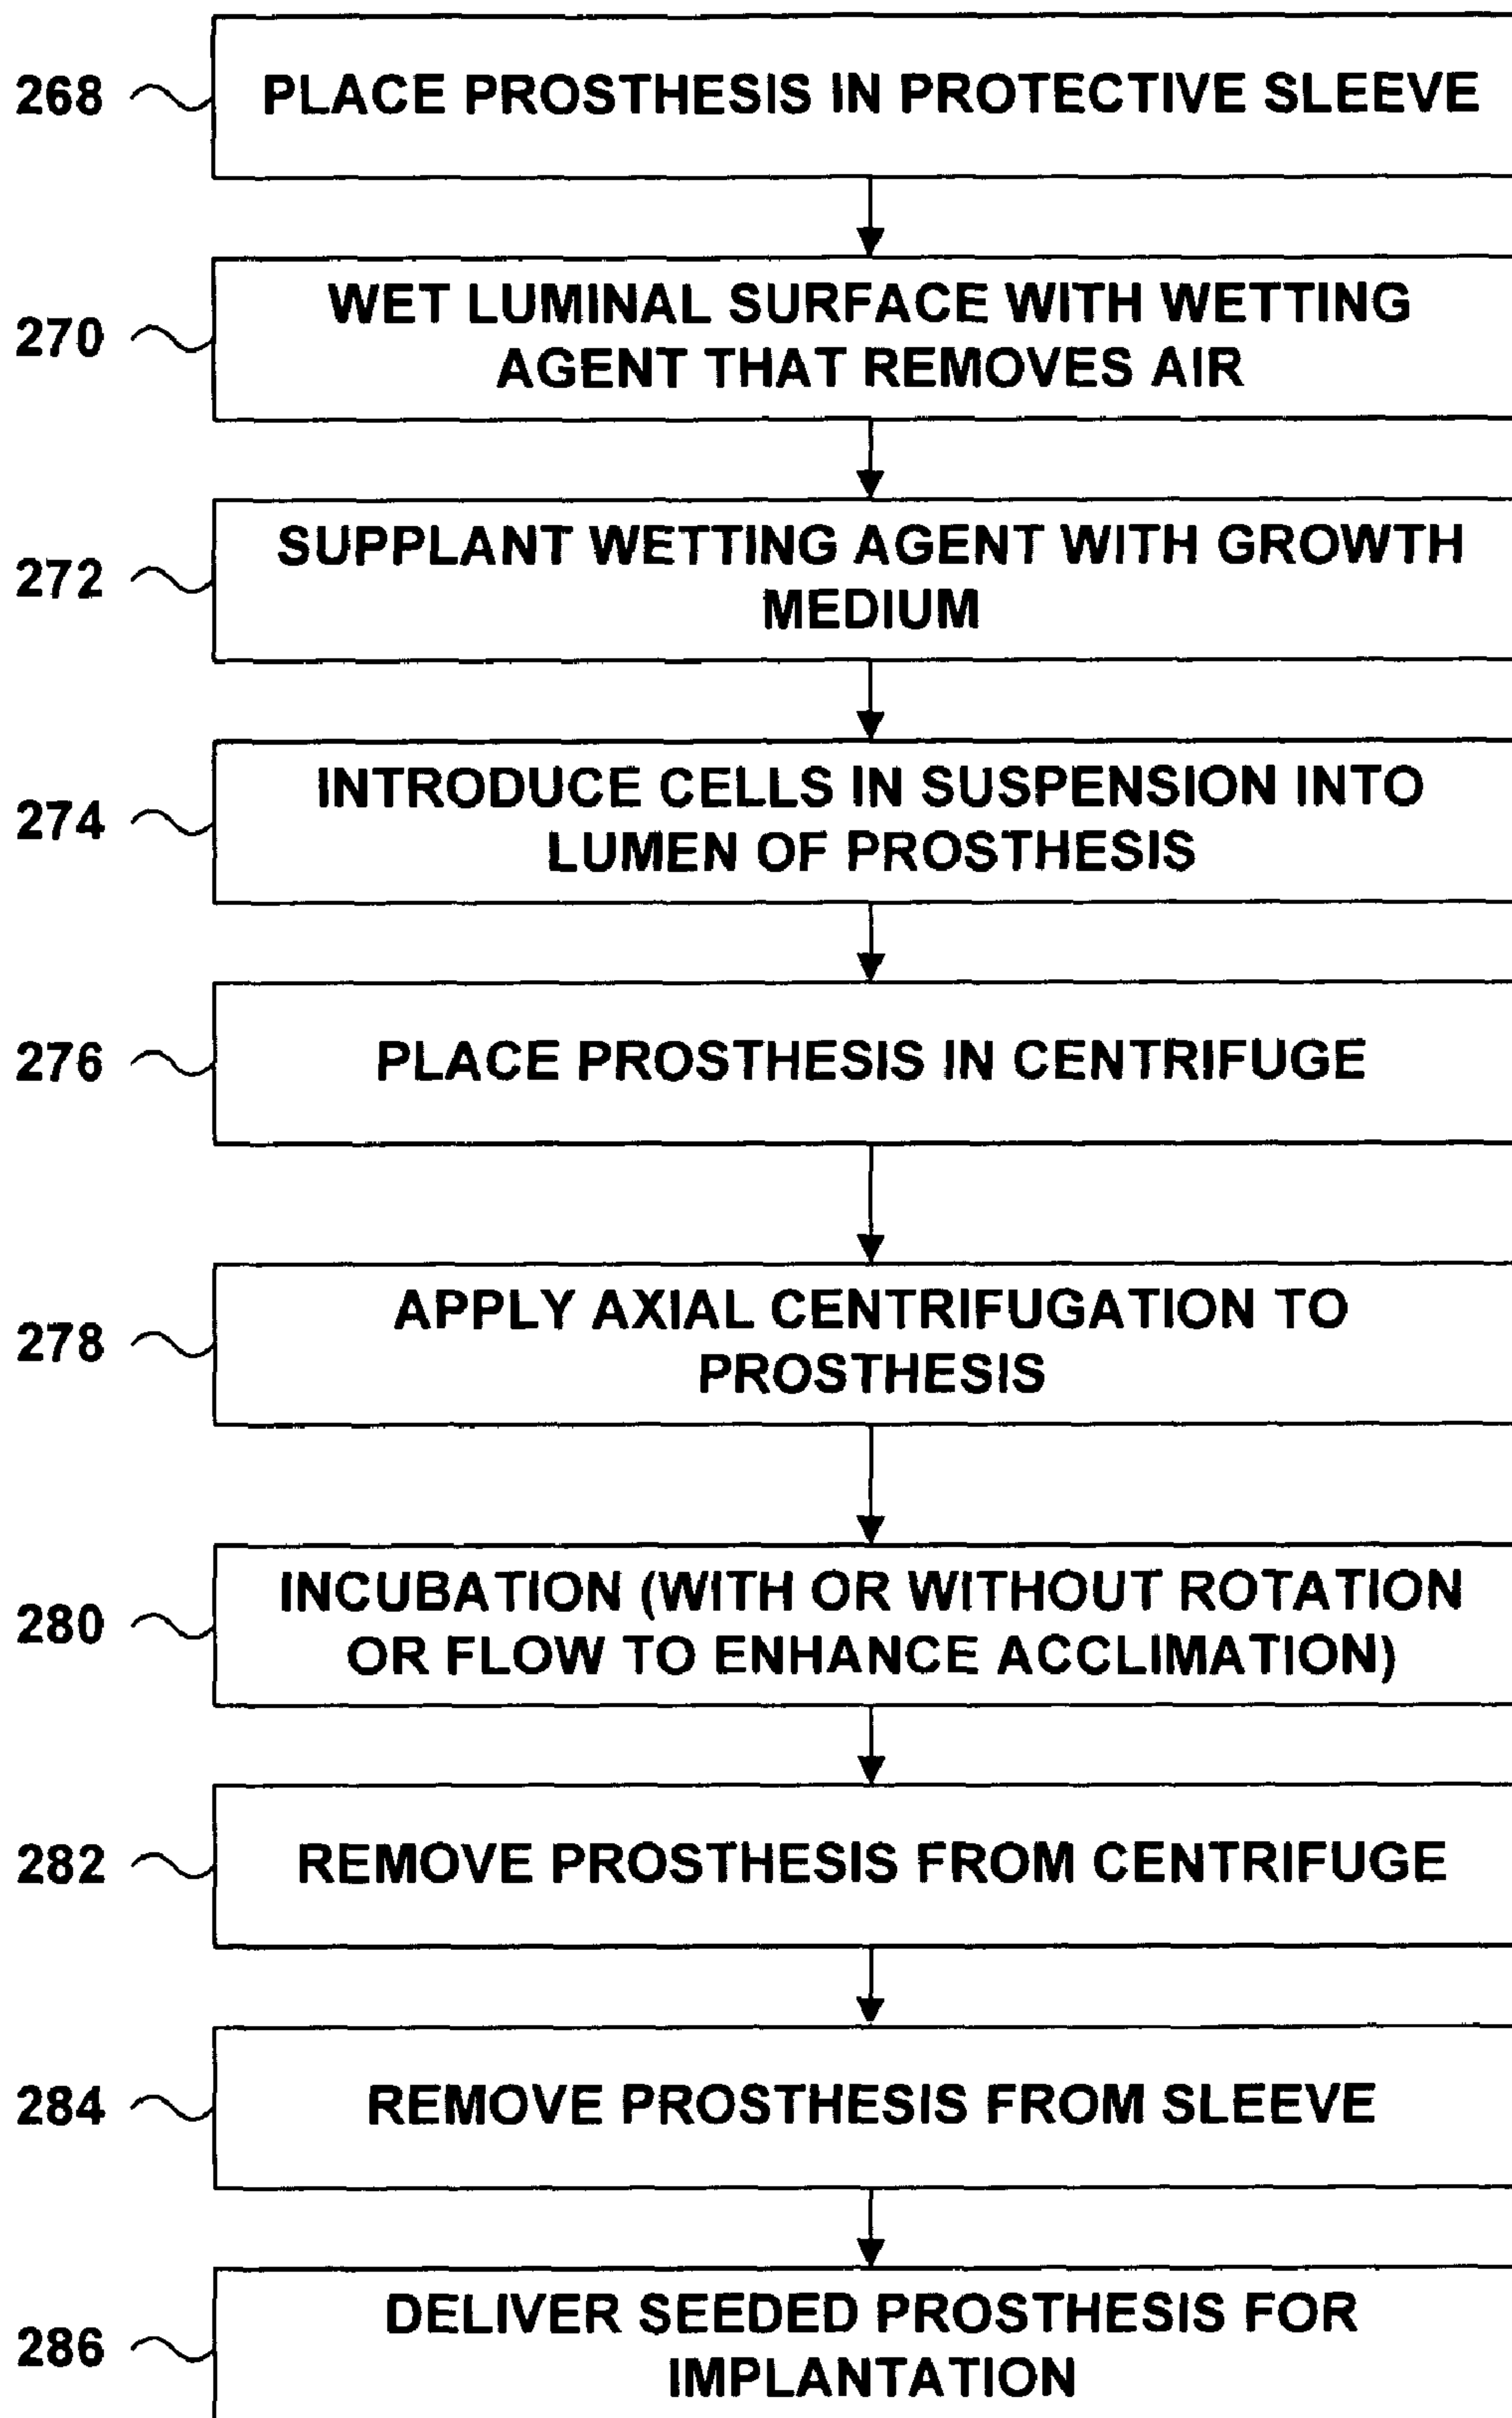 268 PLACE PROSTHESIS IN PROTECTIVE SLEEVE
270 WET LUMINAL SURFACE WITH WETTING
AGENT THAT REMOVES AIR
272 SUPPLANT WETTING AGENT WITH GROWTH
MEDIUM
274 INTRODUCE CELLS IN SUSPENSION INTO
LUMEN OF PROSTHESIS
276 PLACE PROSTHESIS IN CENTRIFUGE
278 APPLY AXIAL CENTRIFUGATION TO
PROSTHESIS
280 INCUBATION (WITH OR WITHOUT ROTATION
OR FLOW TO ENHANCE ACCLIMATION)
282 REMOVE PROSTHESIS FROM CENTRIFUGE
284 REMOVE PROSTHESIS FROM SLEEVE
286 DELIVER SEEDED PROSTHESIS FOR
IMPLANTATION